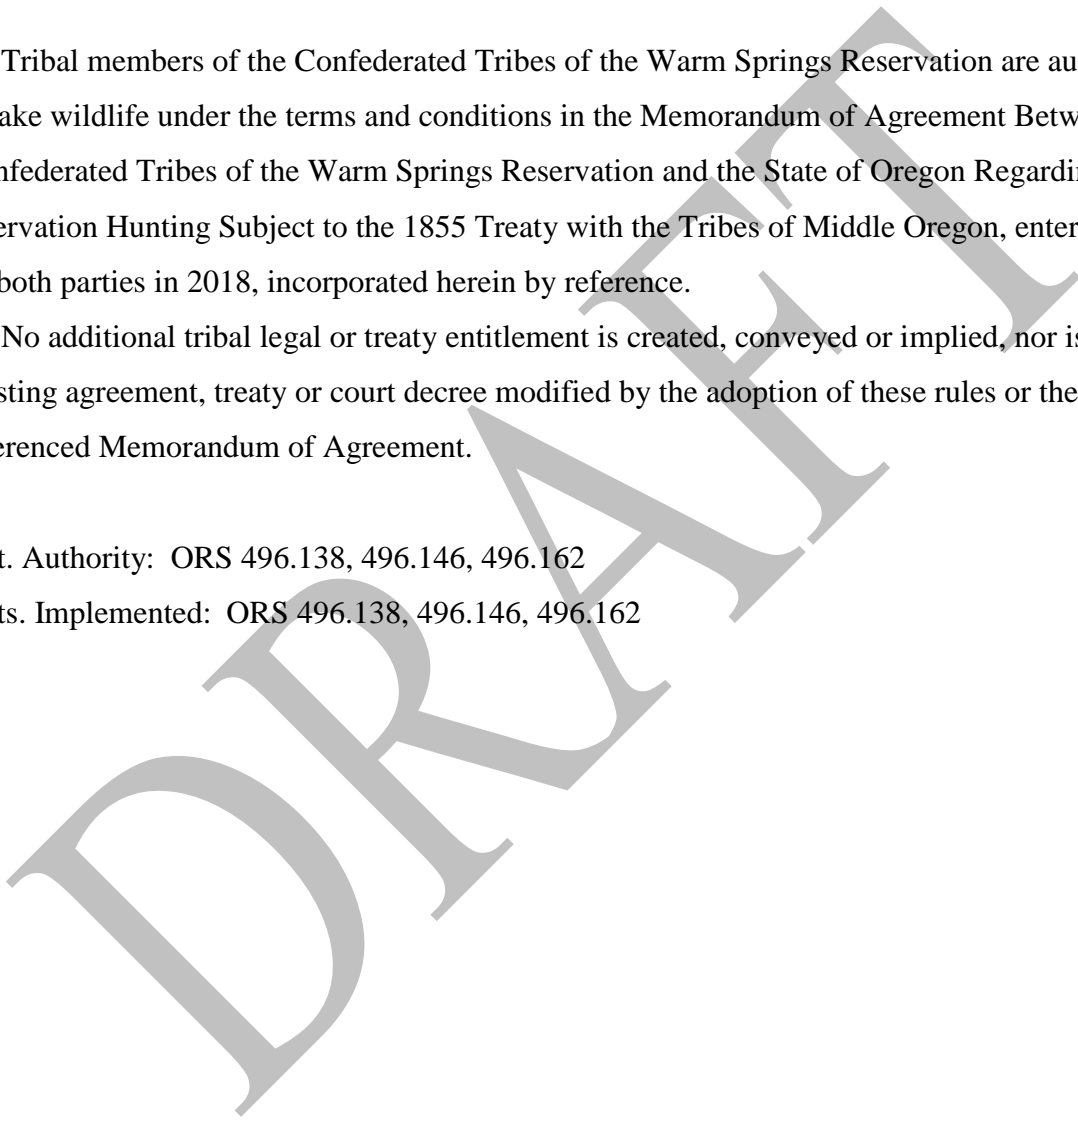 Tribal members of the Confederated Tribes of the Warm Springs Reservation are au
ake wildlife under the terms and conditions in the Memorandum of Agreement Betw
nfederated Tribes of the Warm Springs Reservation and the State of Oregon Regardi
ervation Hunting Subject to the 1855 Treaty with the Tribes of Middle Oregon, enter
both parties in 2018, incorporated herein by reference.
No additional tribal legal or treaty entitlement is created, conveyed or implied, nor is
sting agreement, treaty or court decree modified by the adoption of these rules or the
erenced Memorandum of Agreement.
t. Authority: ORS 496.138, 496.146, 496.162
ts. Implemented: ORS 496.138, 496.146, 496.162
DRAFT